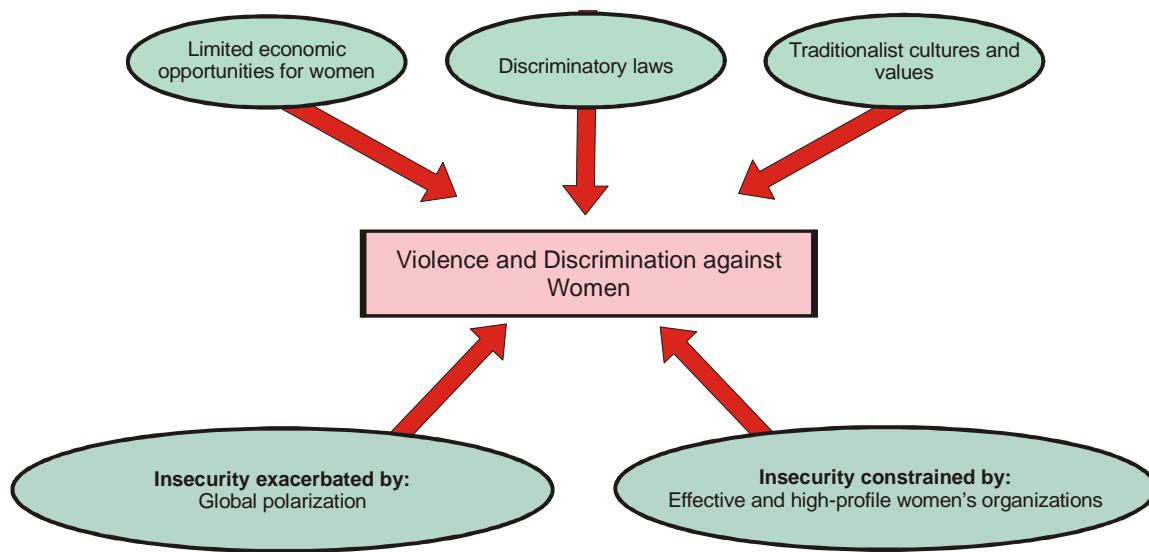 Limited economic
opportunities for women
Discriminatory laws
Traditionalist cultures and
values
Violence and Discrimination against
Women
Insecurity exacerbated by:
Global polarization
Insecurity constrained by:
Effective and high-profile women's organizations